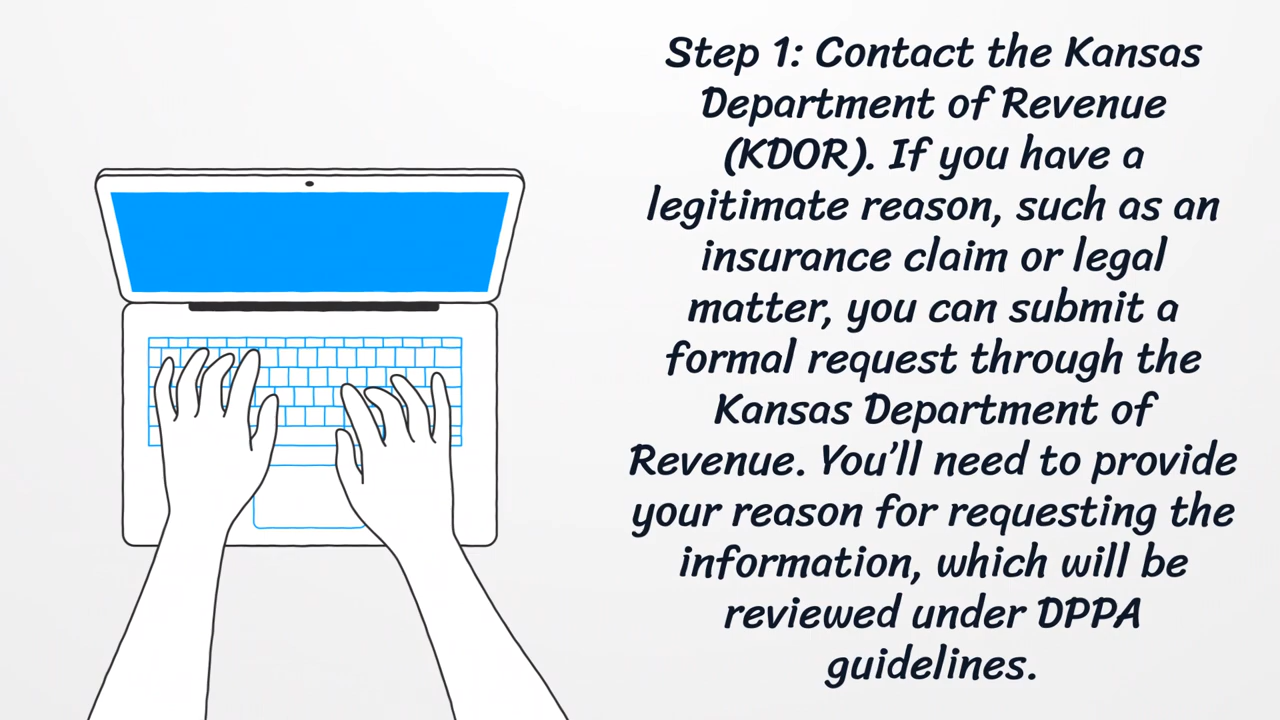 Step 1: Contact the Kansas
Department of Revenue
(KDOR). If you have a
legitimate reason, such as an
insurance claim or legal
matter, you can submit a
formal request through the
Kansas Department of
Revenue. You’ll need to provide
your reason for requesting the
information, which will be
reviewed under DPPA
guidelines.